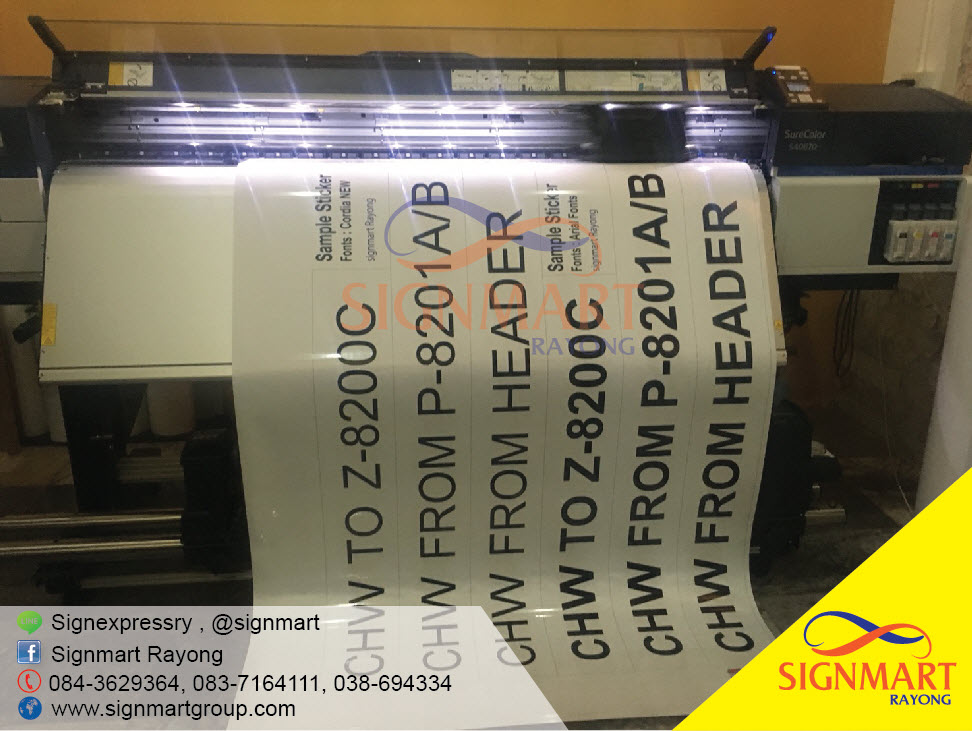 SureColor
Sample Sticker
Fonts : Cordia NEW
signmart Rayong
CHW TO Z-8200C
CHW FROM P-8201A/B
CHW FROM HEADER
Sample Sticker
Fonts : Arial Fonts
signmart Rayong
CHW TO Z-8200C
CHW FROM P-8201A/B
CHW FROM HEADER
SIGNMART
RAYONG
Signexpressry , @signmart
Signmart Rayong
084-3629364, 083-7164111, 038-694334
www.signmartgroup.com
SIGNMART
RAYONG